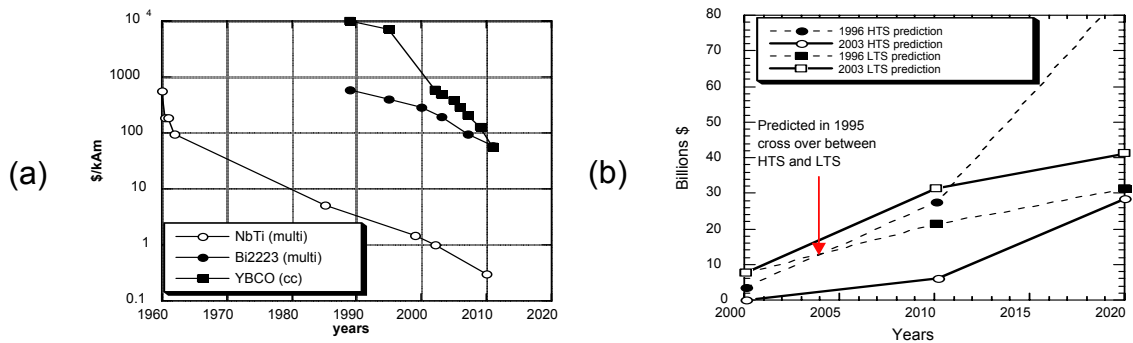 (a)
$/kAm
10 4
1000
100
10
1
0.1
1960 1970 1980 1990 2000 2010 2020
years
NbTi (multi)
Bi2223 (multi)
YBCO (cc)
(b)
Billions $
80
70
60
50
40
30
20
10
0
2000 2005 2010 2015 2020
Years
1996 HTS prediction
2003 HTS prediction
1996 LTS prediction
2003 LTS prediction
Predicted in 1995
cross over between
HTS and LTS